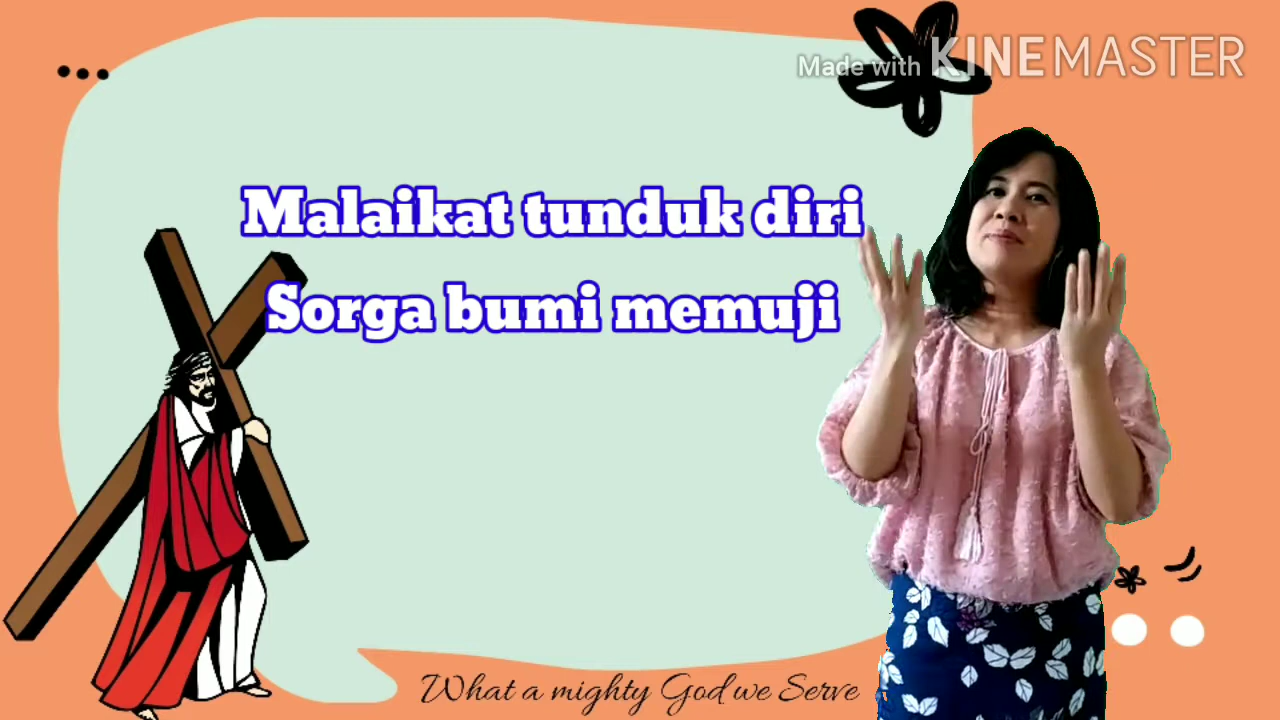 Made with KINEMASTER
Malaikat tunduk diri
Sorga bumi memuji
What a mighty God we Serve